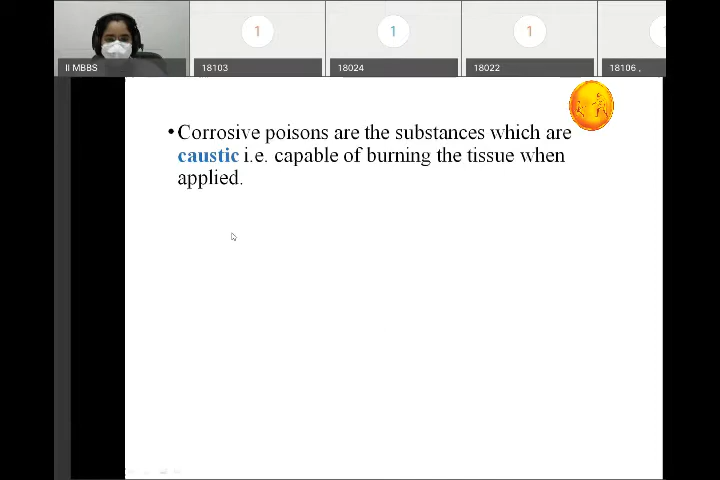 1
1
1
1
II MBBS
18103
18024
18022
18106 ,
•Corrosive poisons are the substances which are
caustic i.e. capable of burning the tissue when
applied.